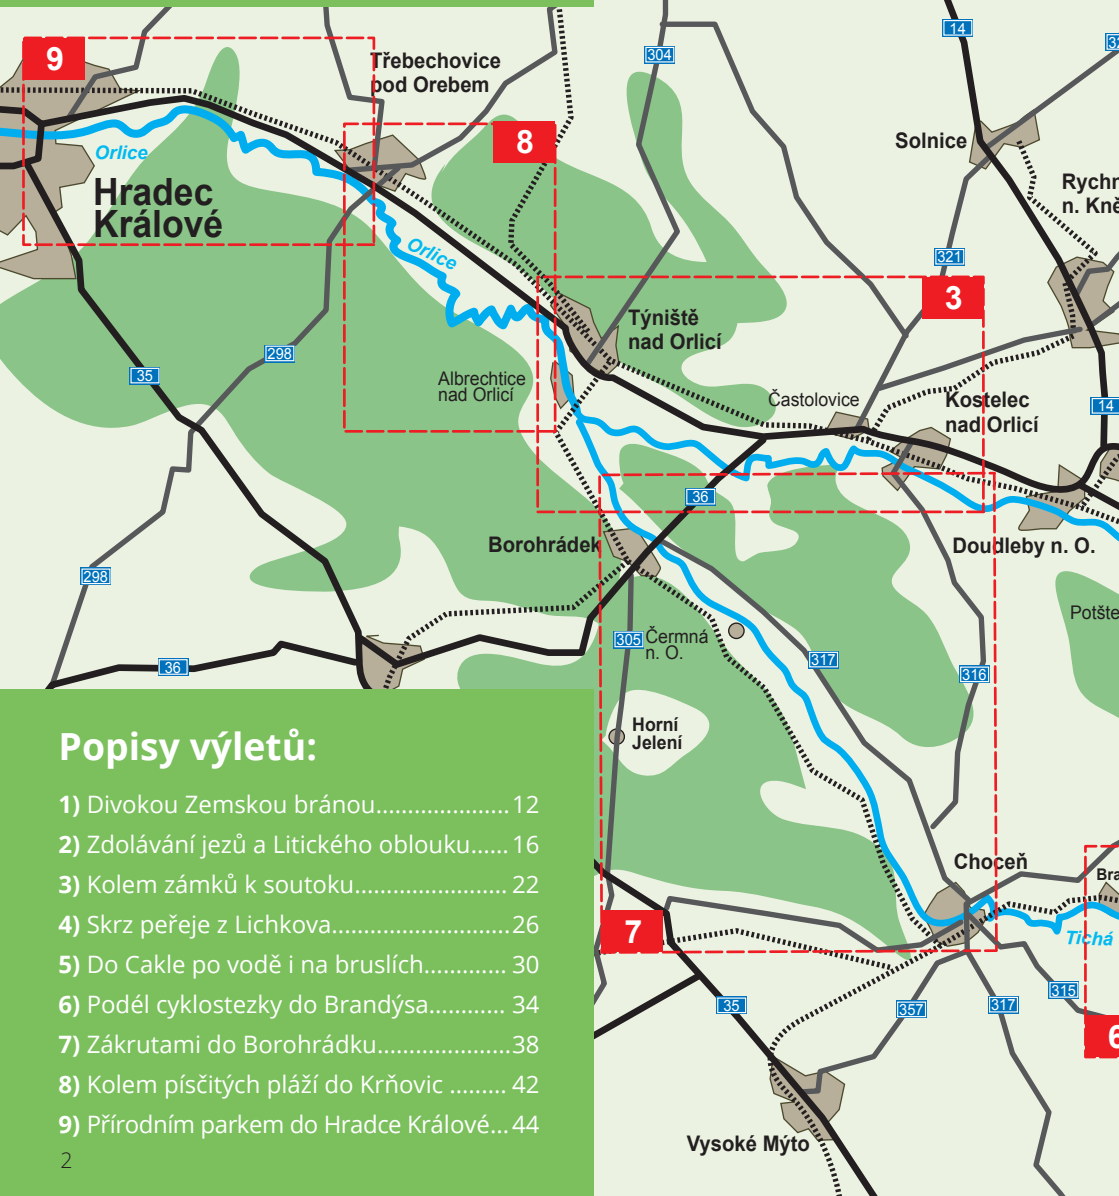 9
Třebechovice
pod Orebem
304
14
8
Solnice
Orlice
Hradec
Králové
Orlice
321
3
Týniště
nad Orlicí
298
35
Albrechtice
nad Orlicí
Častolovice
Kostelec
nad Orlicí
14
36
Borohrádek
Doudleby n. O.
298
305
Čermná
n. O.
317
316
36
Horní
Jelení
Choceň
7
Tichá
35
357
317
315
6
Vysoké Mýto
Popisy výletů:
1) Divokou Zemskou bránou.....................12
2) Zdolávání jezů a Litického oblouku......16
3) Kolem zámků k soutoku........................ 22
4) Skrz peřeje z Lichkova............................26
5) Do Cakle po vodě i na bruslích............. 30
6) Podél cyklostezky do Brandýsa............ 34
7) Zákrutami do Borohrádku.....................38
8) Kolem písčitých pláží do Krňovic ......... 42
9) Přírodním parkem do Hradce Králové...44
2